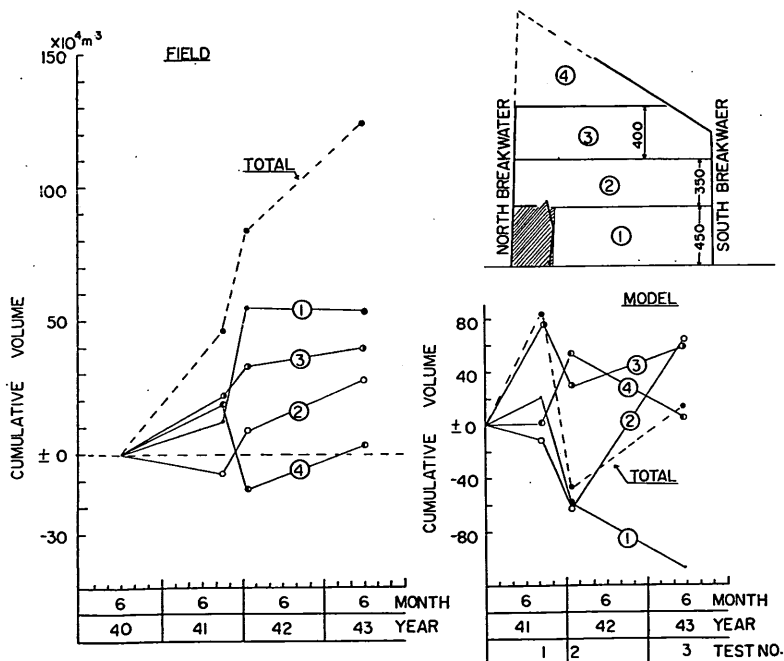 ×10⁴m³
150
FIELD
TOTAL
100
50
± 0
-30
CUMULATIVE VOLUME
①
③
②
④
6 6 6 6 MONTH
40 41 42 43 YEAR
NORTH BREAKWATER
SOUTH BREAKWAER
④
③
400
②
350
①
450
MODEL
80
40
±0
-40
-80
CUMULATIVE VOLUME
③
④
②
TOTAL
①
6 6 6 MONTH
41 42 43 YEAR
1 2 3 TEST NO.